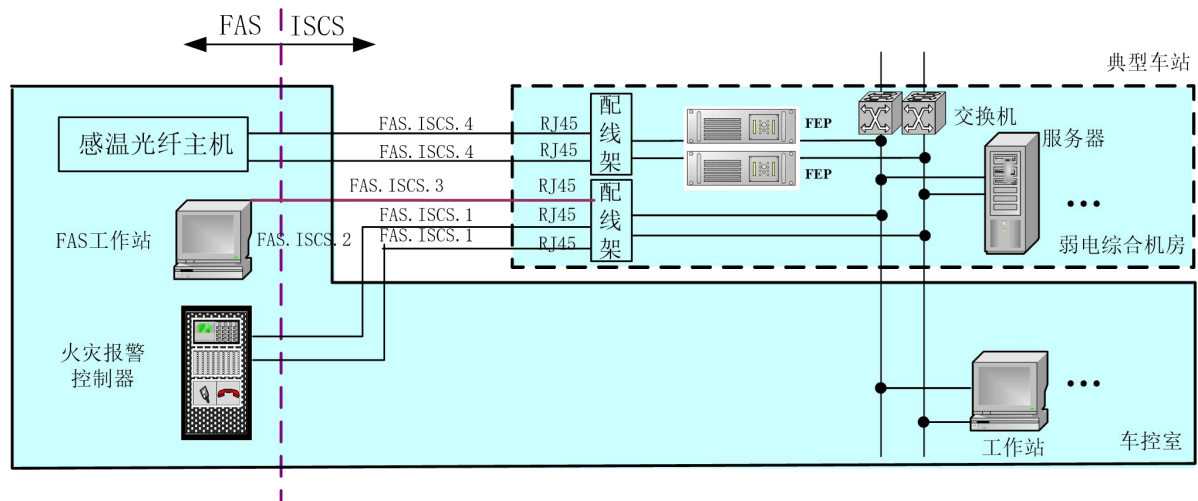 FAS ISCS
典型车站
感温光纤主机
FAS.ISCS.4
RJ45
FAS.ISCS.4
RJ45
配线架
FEP
FEP
交换机
服务器
FAS.ISCS.3
RJ45
FAS工作站
FAS.ISCS.2
FAS.ISCS.1
RJ45
FAS.ISCS.1
RJ45
配线架
弱电综合机房
火灾报警
控制器
工作站
车控室